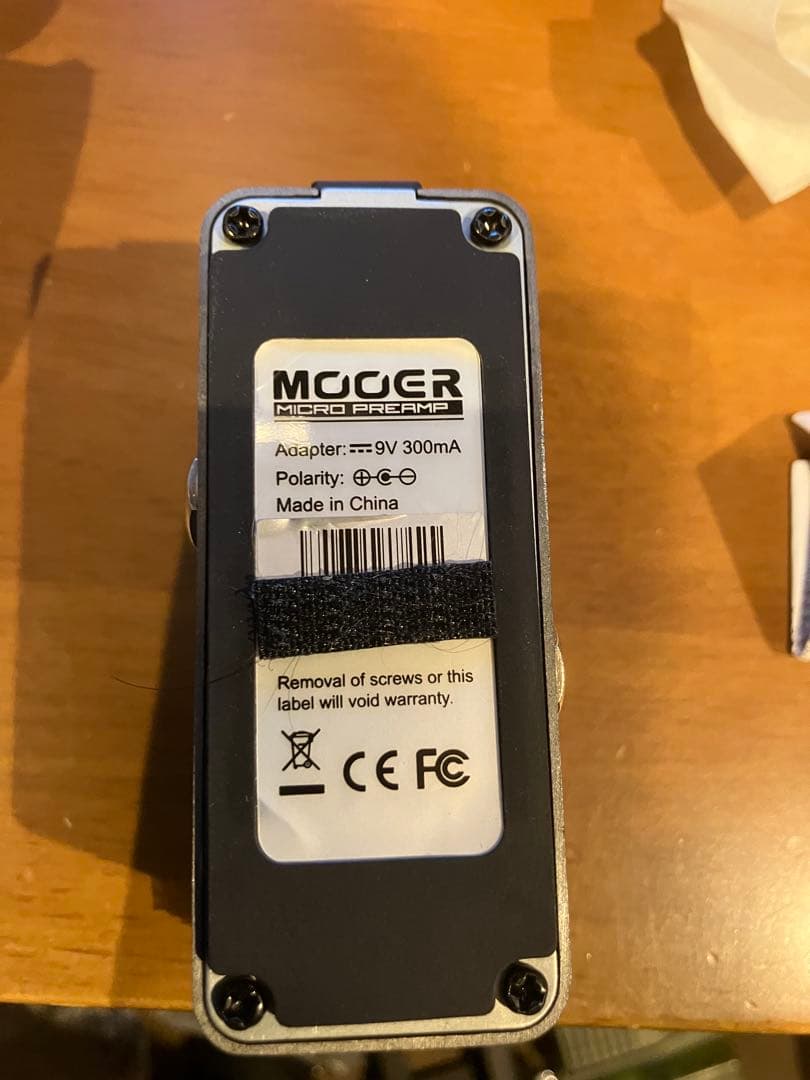 MOOER
MICRO PREAMP
Adapter: 9V 300mA
Polarity:
Made in China
Removal of screws or this
label will void warranty.
CE FC